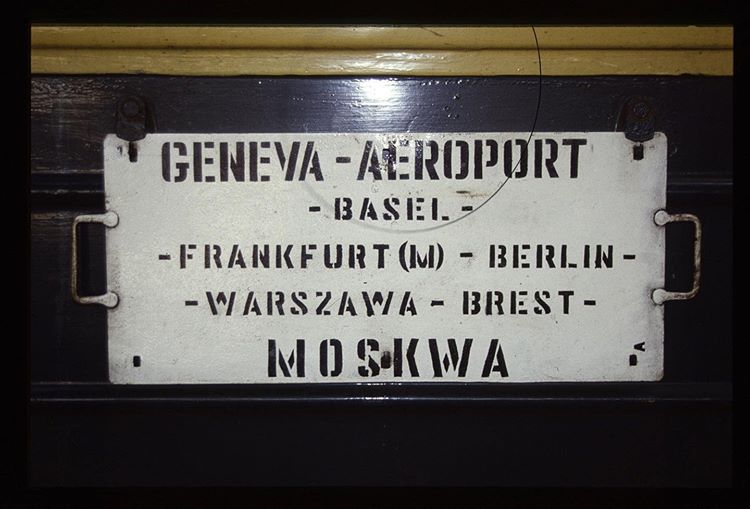 GENEVA-AEROPORT
-BASEL-
-FRANKFURT(M) - BERLIN-
-WARSZAWA- BREST-
MOSKWA
A